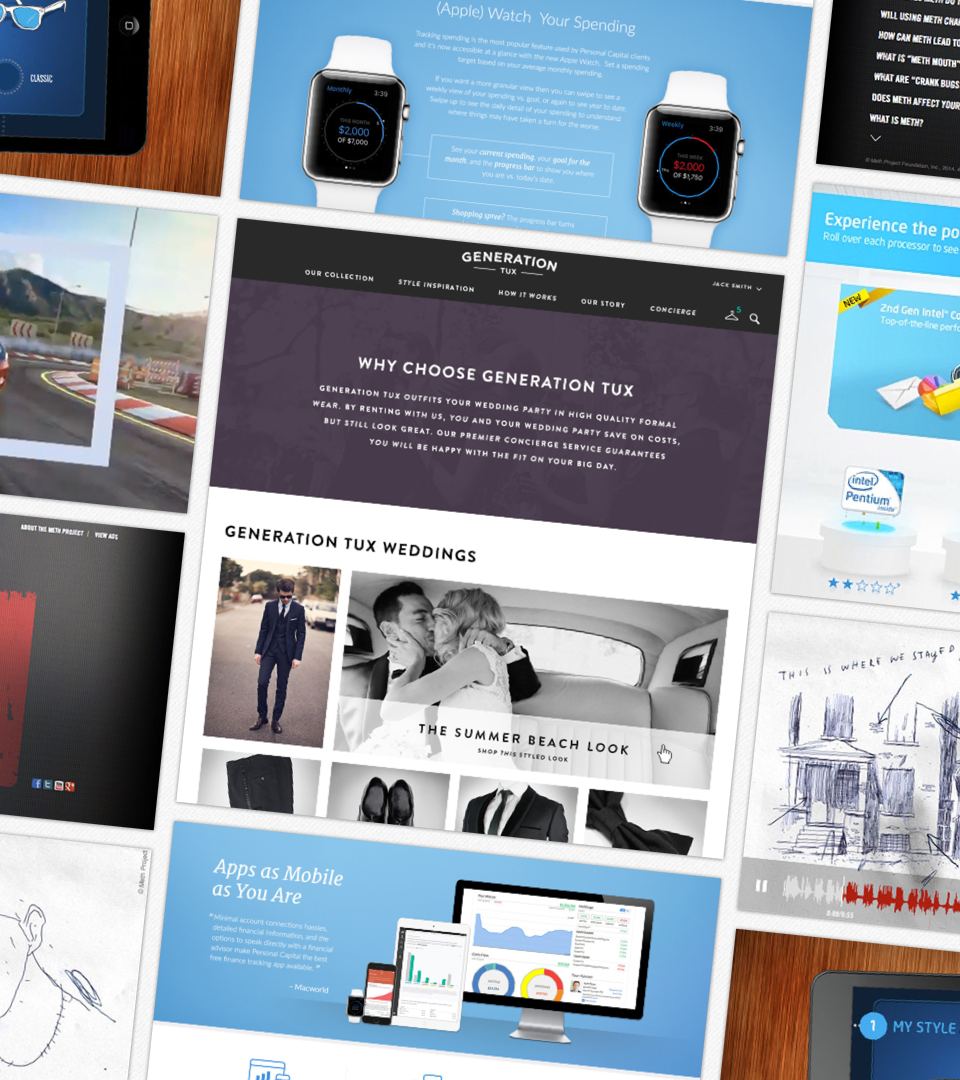 CLASSIC
(Apple) Watch Your Spending
Tracking spending is the most popular feature used by Personal Capital clients
and it's now accessible at a glance with the new Apple Watch. Set a spending
target based on your average monthly spending.
If you want a more granular view then you can swipe to see a
weekly view of your spending vs. goal, or again to see year to date.
Swipe up to see the daily detail of your spending to understand
where things may have taken a turn for the worse.
Monthly 3:39
THIS MONTH
$2,000
OF $7,000
Weekly 3:39
THIS WEEK
$2,000
OF $1,750
See your current spending, your goal for the
month, and the progress bar to show you where
you are vs. today's date.
Shopping spree? The progress bar turns
WILL USING METH CHA
HOW CAN METH LEAD TO
WHAT IS "METH MOUTH"
WHAT ARE "CRANK BUGS
DOES METH AFFECT YOUR
WHAT IS METH?
© Meth Project Foundation, Inc., 2014.
GENERATION
TUX
JACK SMITH
OUR COLLECTION
STYLE INSPIRATION
HOW IT WORKS
OUR STORY
CONCIERGE
5
WHY CHOOSE GENERATION TUX
GENERATION TUX OUTFITS YOUR WEDDING PARTY IN HIGH QUALITY FORMAL
WEAR. BY RENTING WITH US, YOU AND YOUR WEDDING PARTY SAVE ON COSTS,
BUT STILL LOOK GREAT. OUR PREMIER CONCIERGE SERVICE GUARANTEES
YOU WILL BE HAPPY WITH THE FIT ON YOUR BIG DAY.
GENERATION TUX WEDDINGS
THE SUMMER BEACH LOOK
SHOP THIS STYLED LOOK
Experience the po
Roll over each processor to see
NEW
2nd Gen Intel® Co
Top-of-the-line perfo
intel
Pentium
inside
ABOUT THE METH PROJECT | VIEW ADS
THIS IS WHERE WE STAYED
0:09/0:55
© Meth Project
Apps as Mobile
as You Are
"Minimal account connections hassles,
detailed financial information, and the
options to speak directly with a financial
advisor make Personal Capital the best
free finance tracking app available."
– Macworld
1 MY STYLE